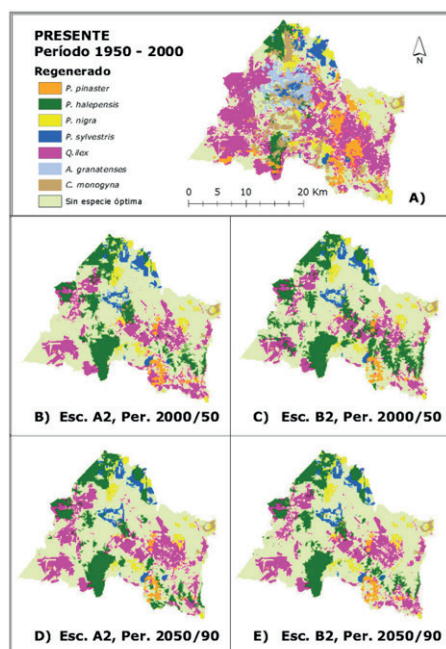 PRESENTE
Período 1950 - 2000
Regenerado
P. pinaster
P. halepensis
P. nigra
P. sylvestris
Q.ilex
A. granatenses
C. monogyna
Sin especie óptima
N
0 5 10 20 Km
A)
B) Esc. A2, Per. 2000/50
C) Esc. B2, Per. 2000/50
D) Esc. A2, Per. 2050/90
E) Esc. B2, Per. 2050/90